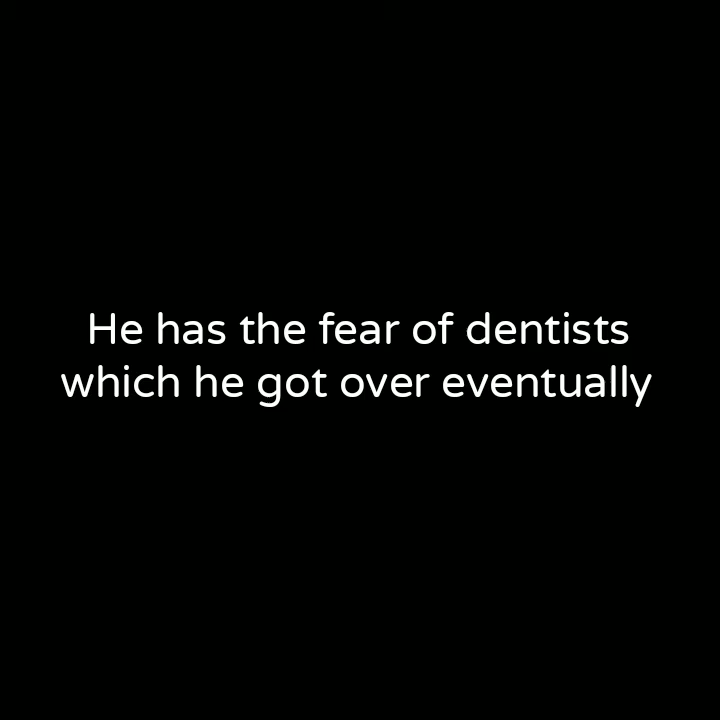 He has the fear of dentists
which he got over eventually